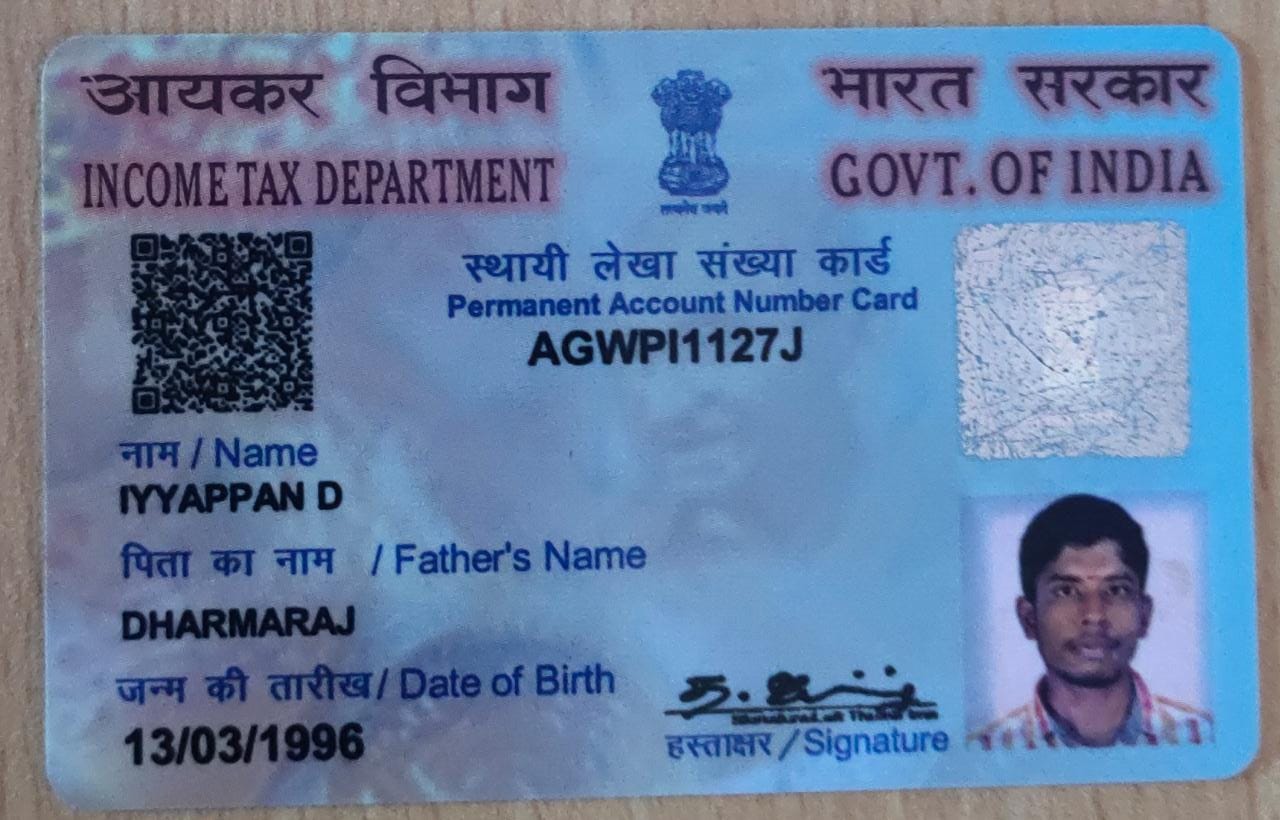 आयकर विभाग
INCOME TAX DEPARTMENT
भारत सरकार
GOVT. OF INDIA
सत्यमेव जयते
स्थायी लेखा संख्या कार्ड
Permanent Account Number Card
AGWPI1127J
नाम / Name
IYYAPPAN D
पिता का नाम / Father's Name
DHARMARAJ
जन्म की तारीख / Date of Birth
13/03/1996
हस्ताक्षर / Signature